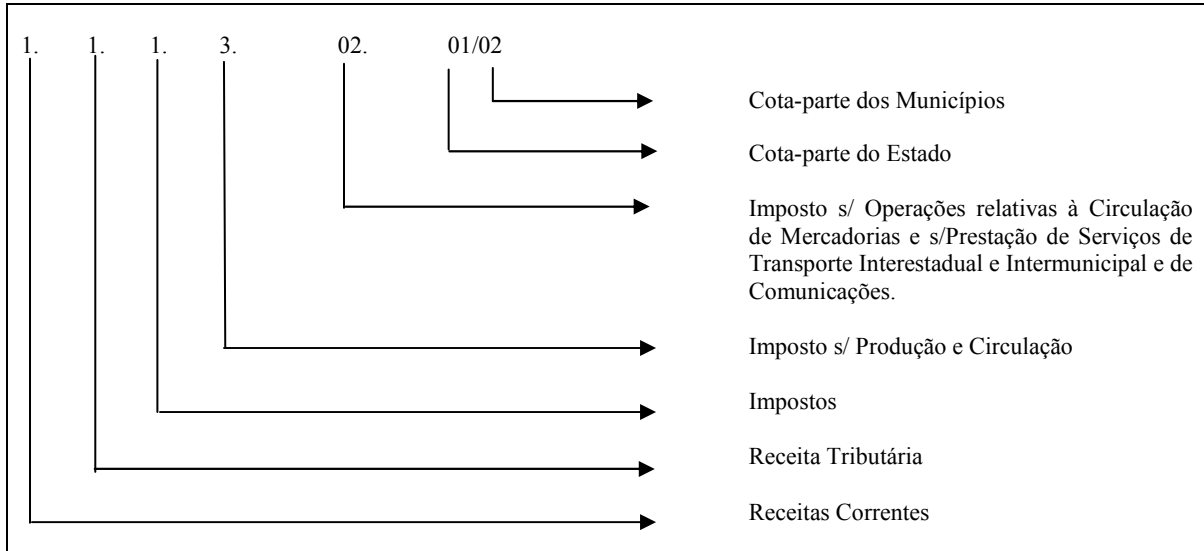 1. 1. 1. 3. 02. 01/02
Cota-parte dos Municípios
Cota-parte do Estado
Imposto s/ Operações relativas à Circulação
de Mercadorias e s/Prestação de Serviços de
Transporte Interestadual e Intermunicipal e de
Comunicações.
Imposto s/ Produção e Circulação
Impostos
Receita Tributária
Receitas Correntes